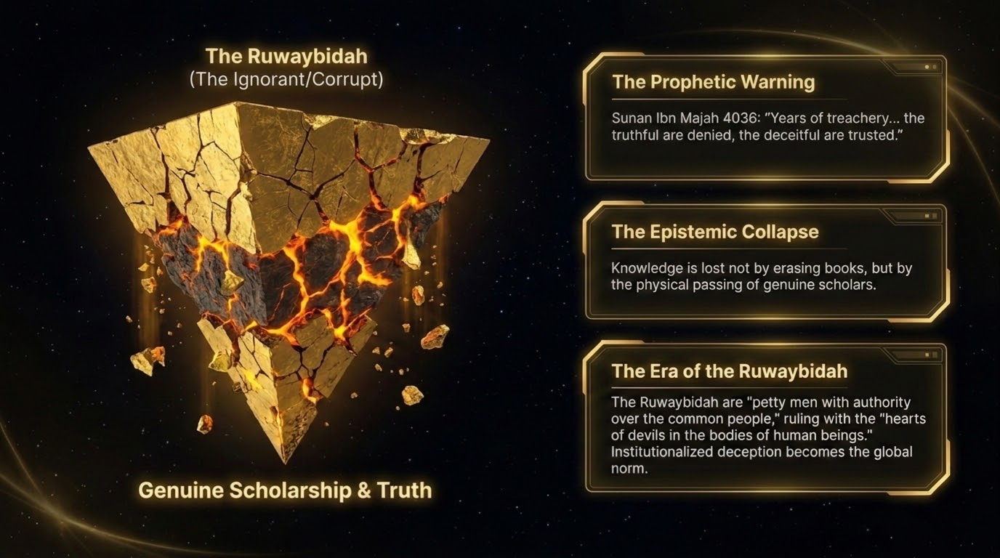 The Ruwaybidah
(The Ignorant/Corrupt)
Genuine Scholarship & Truth
The Prophetic Warning
Sunan Ibn Majah 4036: "Years of treachery... the
truthful are denied, the deceitful are trusted."
The Epistemic Collapse
Knowledge is lost not by erasing books, but by
the physical passing of genuine scholars.
The Era of the Ruwaybidah
The Ruwaybidah are "petty men with authority
over the common people," ruling with the "hearts
of devils in the bodies of human beings."
Institutionalized deception becomes the global
norm.